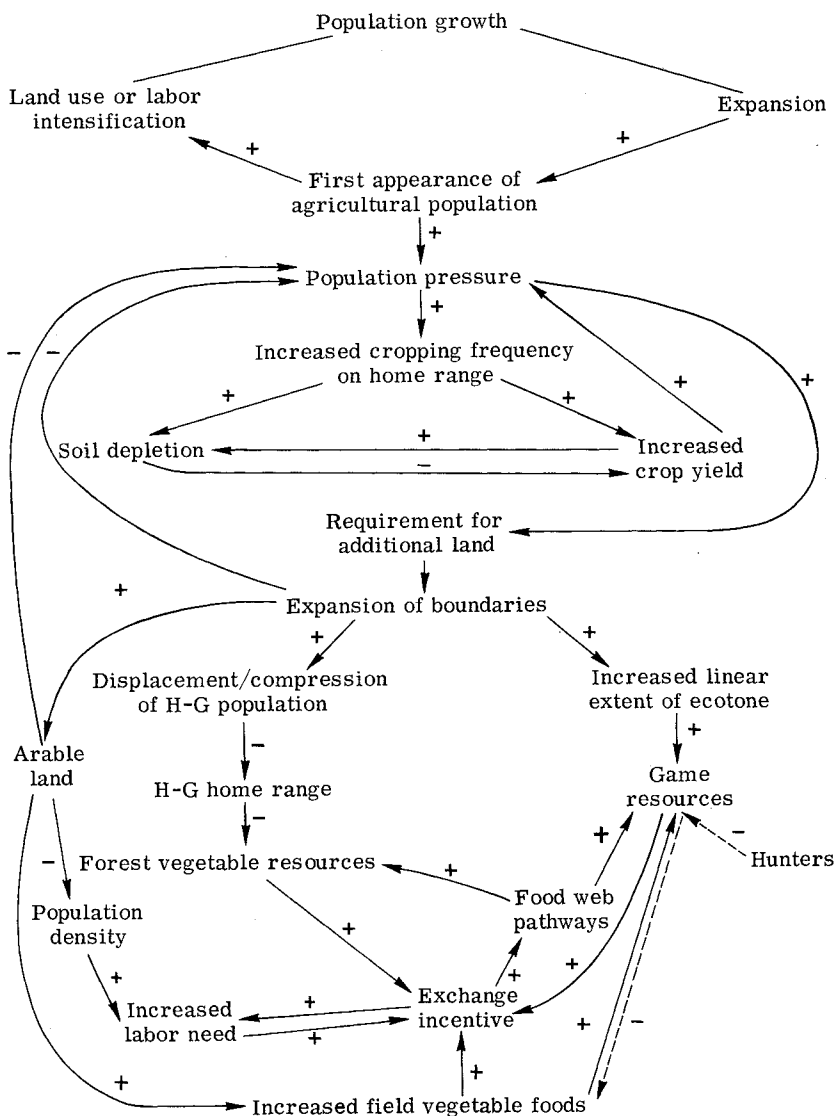 Population growth
Land use or labor
intensification
Expansion
+
+
First appearance of
agricultural population
+
Population pressure
+
Increased cropping frequency
on home range
− −
+
+
+
+
Soil depletion
+
−
Increased
crop yield
Requirement for
additional land
+
Expansion of boundaries
+
+
Displacement/compression
of H-G population
Increased linear
extent of ecotone
−
+
Arable
land
H-G home range
Game
resources
−
−
+
−
Forest vegetable resources
Hunters
+
Food web
pathways
Population
density
+
+
+
+
Increased
labor need
+
+
Exchange
incentive
+
−
+
+
Increased field vegetable foods